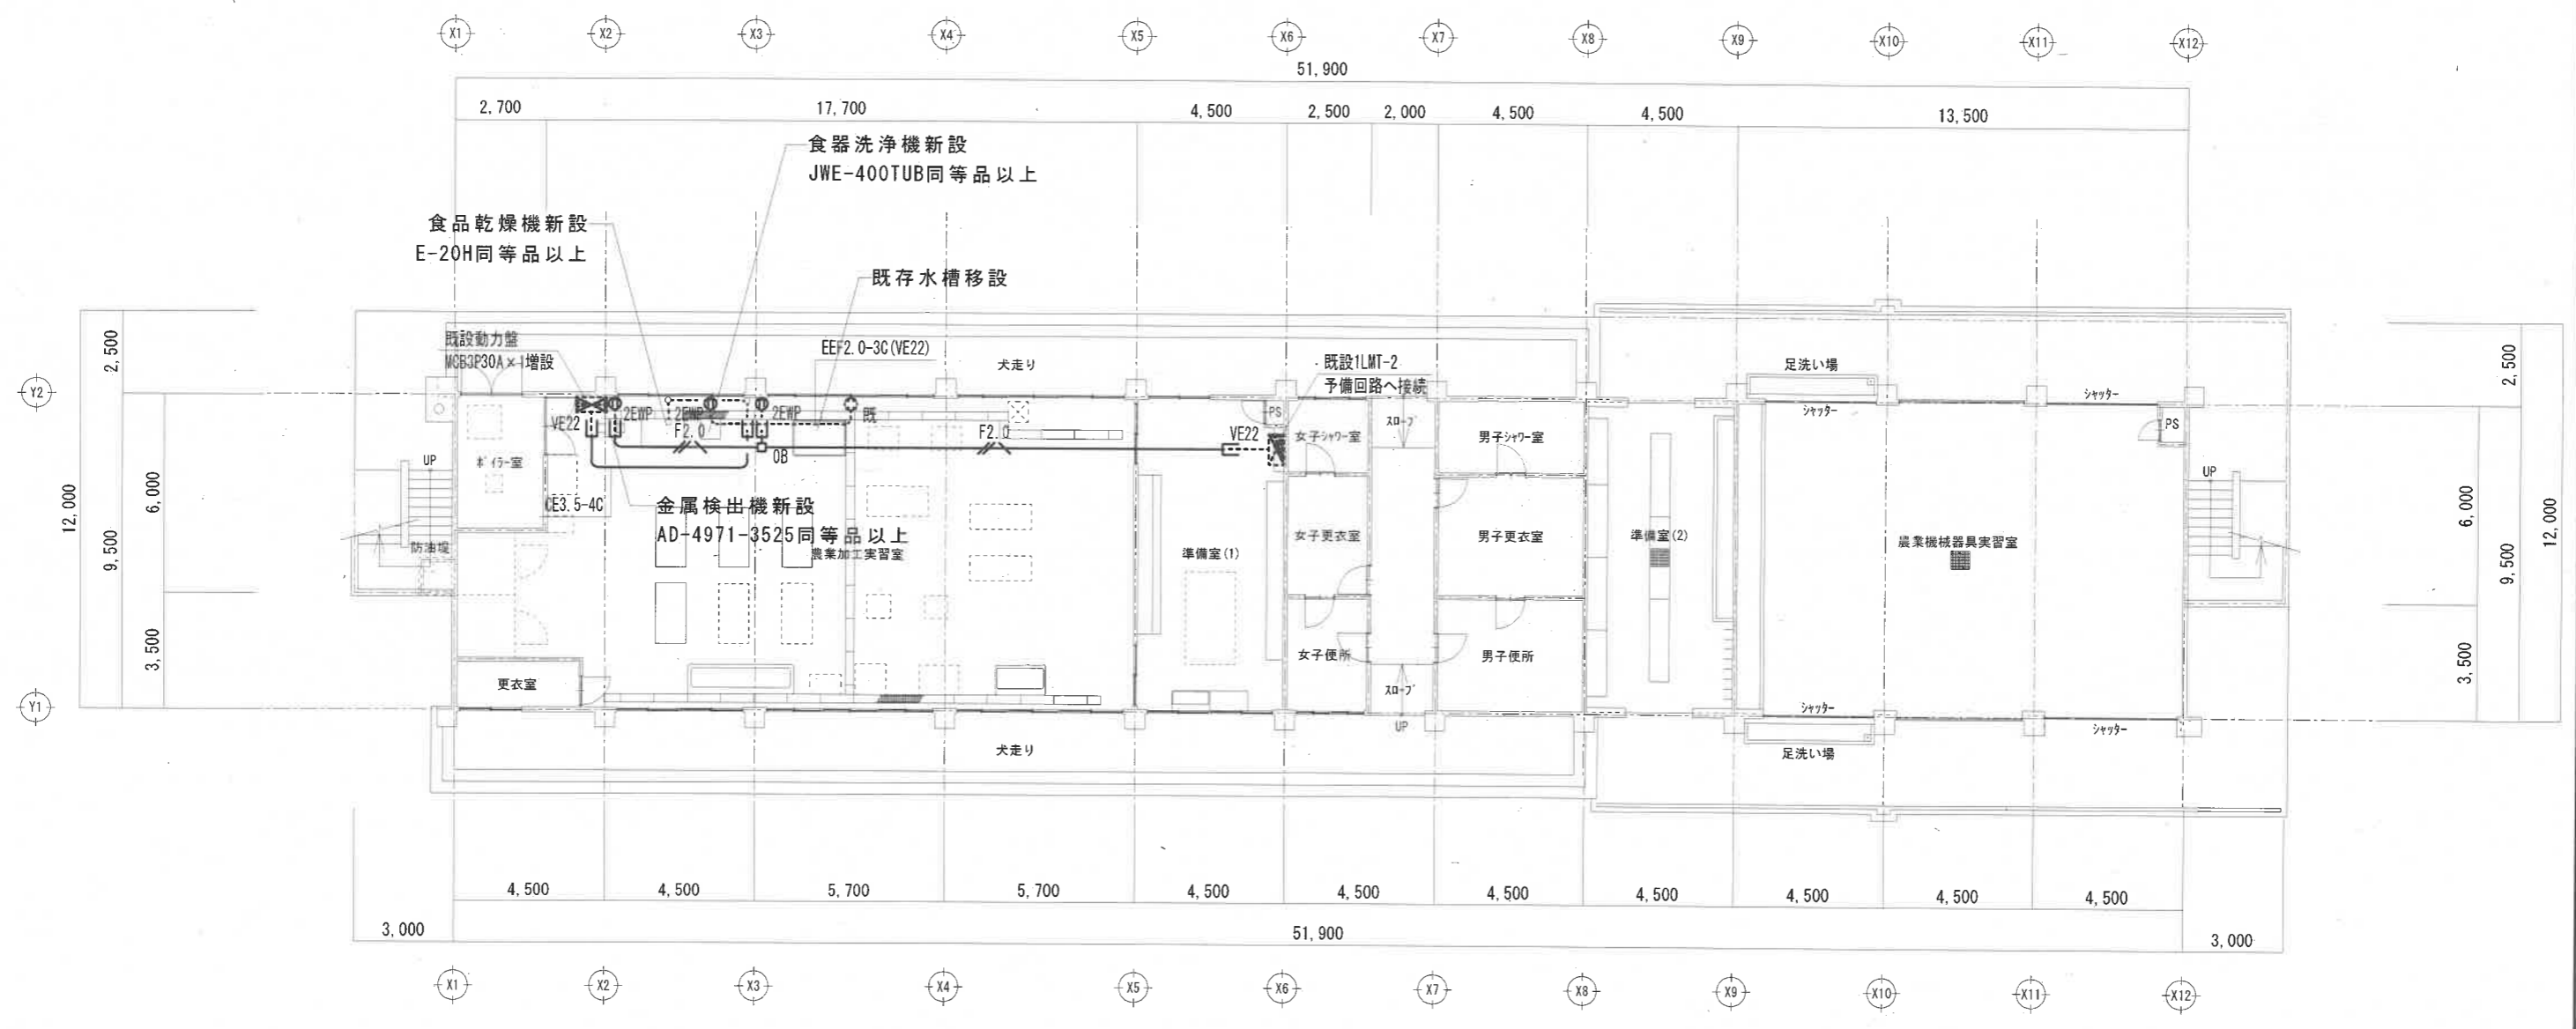 X1 X2 X3 X4 X5 X6 X7 X8 X9 X10 X11 X12
51,900
2,700 17,700 4,500 2,500 2,000 4,500 4,500 13,500
食器洗浄機新設
JWE-400TUB同等品以上
食品乾燥機新設
E-20H同等品以上
既存水槽移設
既設動力盤
MCB3P30A×1増設
EEF2.0-3C(VE22)
犬走り
既設1LMT-2
予備回路へ接続
足洗い場
シャッター
シャッター
2,500
2,500
Y2
VE22
2EWP
2EWP
2EWP
既
F2.0
F2.0
OB
VE22
PS
女子シャワー室
スロープ
男子シャワー室
PS
UP
ボイラー室
UP
12,000
6,000
9,500
3,500
CE3.5-4C
金属検出機新設
AD-4971-3525同等品以上
農業加工実習室
防油堤
準備室(1)
女子更衣室
男子更衣室
準備室(2)
農業機械器具実習室
6,000
12,000
9,500
3,500
更衣室
女子便所
男子便所
スロープ
UP
シャッター
シャッター
Y1
犬走り
足洗い場
4,500 4,500 5,700 5,700 4,500 4,500 4,500 4,500 4,500 4,500 4,500
3,000 51,900 3,000
X1 X2 X3 X4 X5 X6 X7 X8 X9 X10 X11 X12